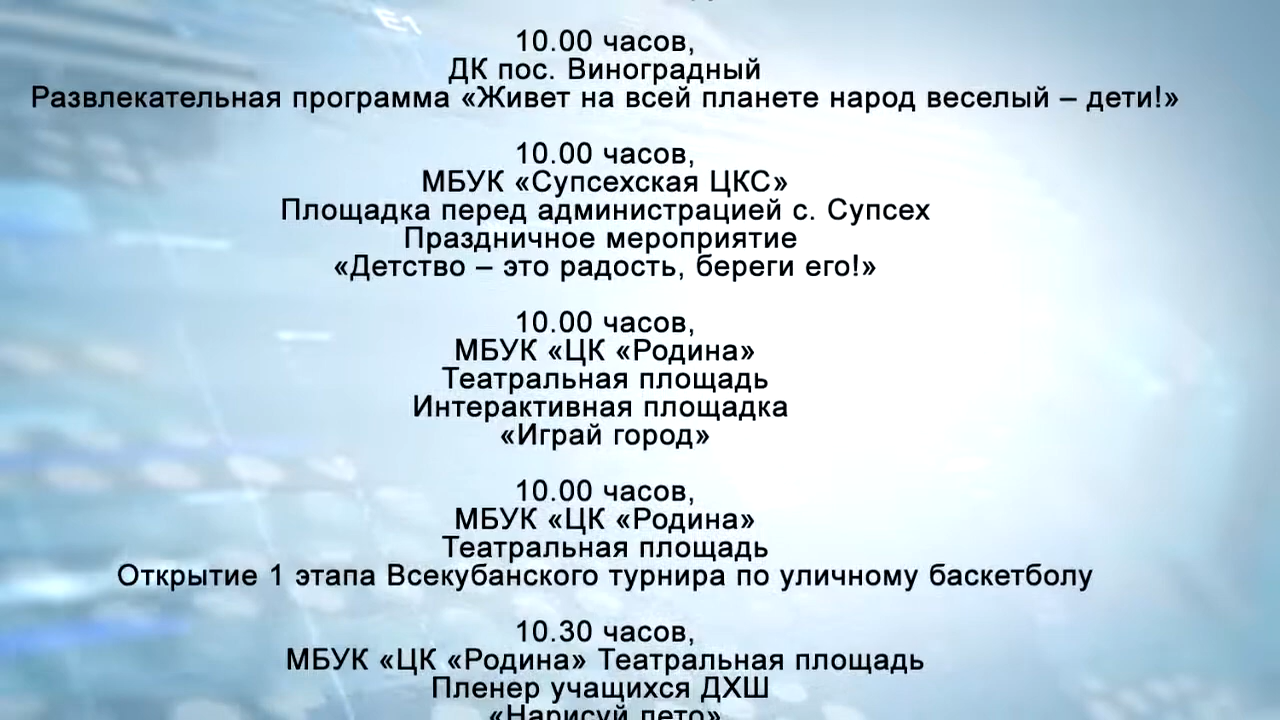 10.00 часов,
ДК пос. Виноградный
Развлекательная программа «Живет на всей планете народ веселый – дети!»
10.00 часов,
МБУК «Супсехская ЦКС»
Площадка перед администрацией с. Супсех
Праздничное мероприятие
«Детство – это радость, береги его!»
10.00 часов,
МБУК «ЦК «Родина»
Театральная площадь
Интерактивная площадка
«Играй город»
10.00 часов,
МБУК «ЦК «Родина»
Театральная площадь
Открытие 1 этапа Всекубанского турнира по уличному баскетболу
10.30 часов,
МБУК «ЦК «Родина» Театральная площадь
Пленер учащихся ДХШ
«Нарисуй лето»